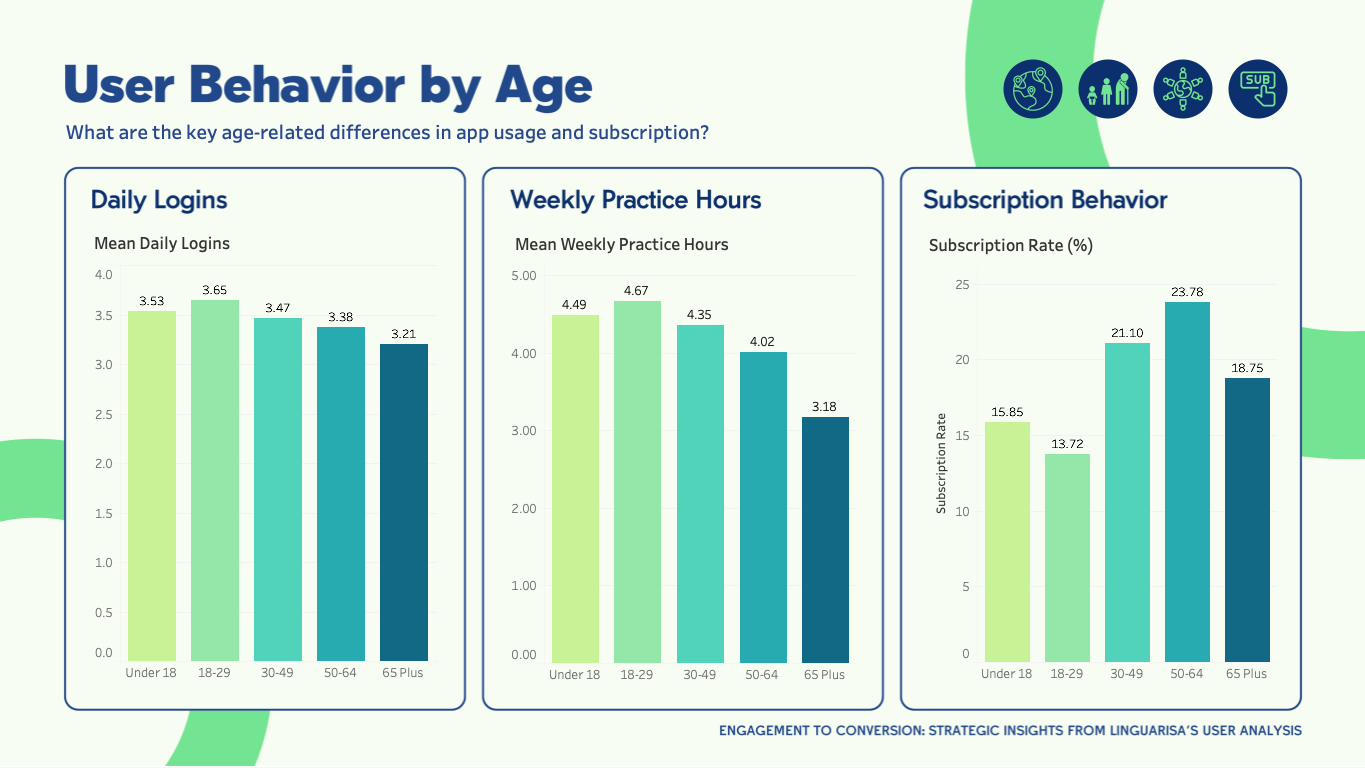 User Behavior by Age
What are the key age-related differences in app usage and subscription?
SUB
Daily Logins
Mean Daily Logins
4.0
3.5
3.0
2.5
2.0
1.5
1.0
0.5
0.0
3.53
3.65
3.47
3.38
3.21
Under 18
18-29
30-49
50-64
65 Plus
Weekly Practice Hours
Mean Weekly Practice Hours
5.00
4.00
3.00
2.00
1.00
0.00
4.49
4.67
4.35
4.02
3.18
Under 18
18-29
30-49
50-64
65 Plus
Subscription Behavior
Subscription Rate (%)
Subscription Rate
25
20
15
10
5
0
15.85
13.72
21.10
23.78
18.75
Under 18
18-29
30-49
50-64
65 Plus
ENGAGEMENT TO CONVERSION: STRATEGIC INSIGHTS FROM LINGUARISA'S USER ANALYSIS